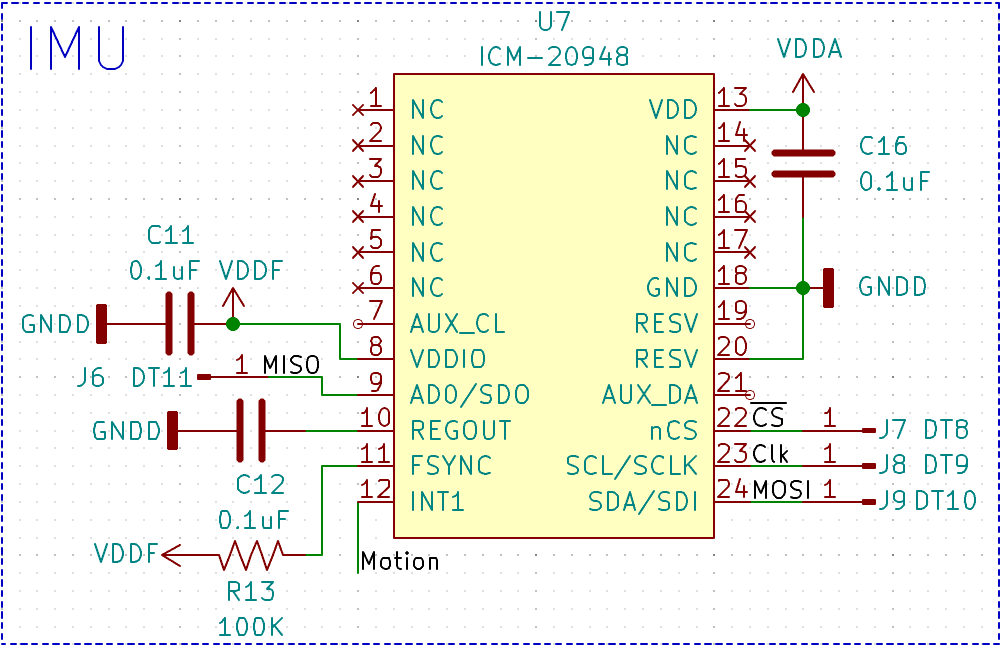 IMU
U7
ICM-20948
VDDA
1 NC
2 NC
3 NC
4 NC
5 NC
6 NC
7 AUX_CL
8 VDDIO
9 AD0/SDO
10 REGOUT
11 FSYNC
12 INT1
VDD 13
NC 14
NC 15
NC 16
NC 17
GND 18
RESV 19
RESV 20
AUX_DA 21
nCS 22
SCL/SCLK 23
SDA/SDI 24
C16
0.1uF
GNDD
C11
0.1uF VDDF
GNDD
1 MISO
J6 DT11
GNDD
C12
0.1uF
VDDF
R13
100K
Motion
CS 1 J7 DT8
Clk 1 J8 DT9
MOSI 1 J9 DT10